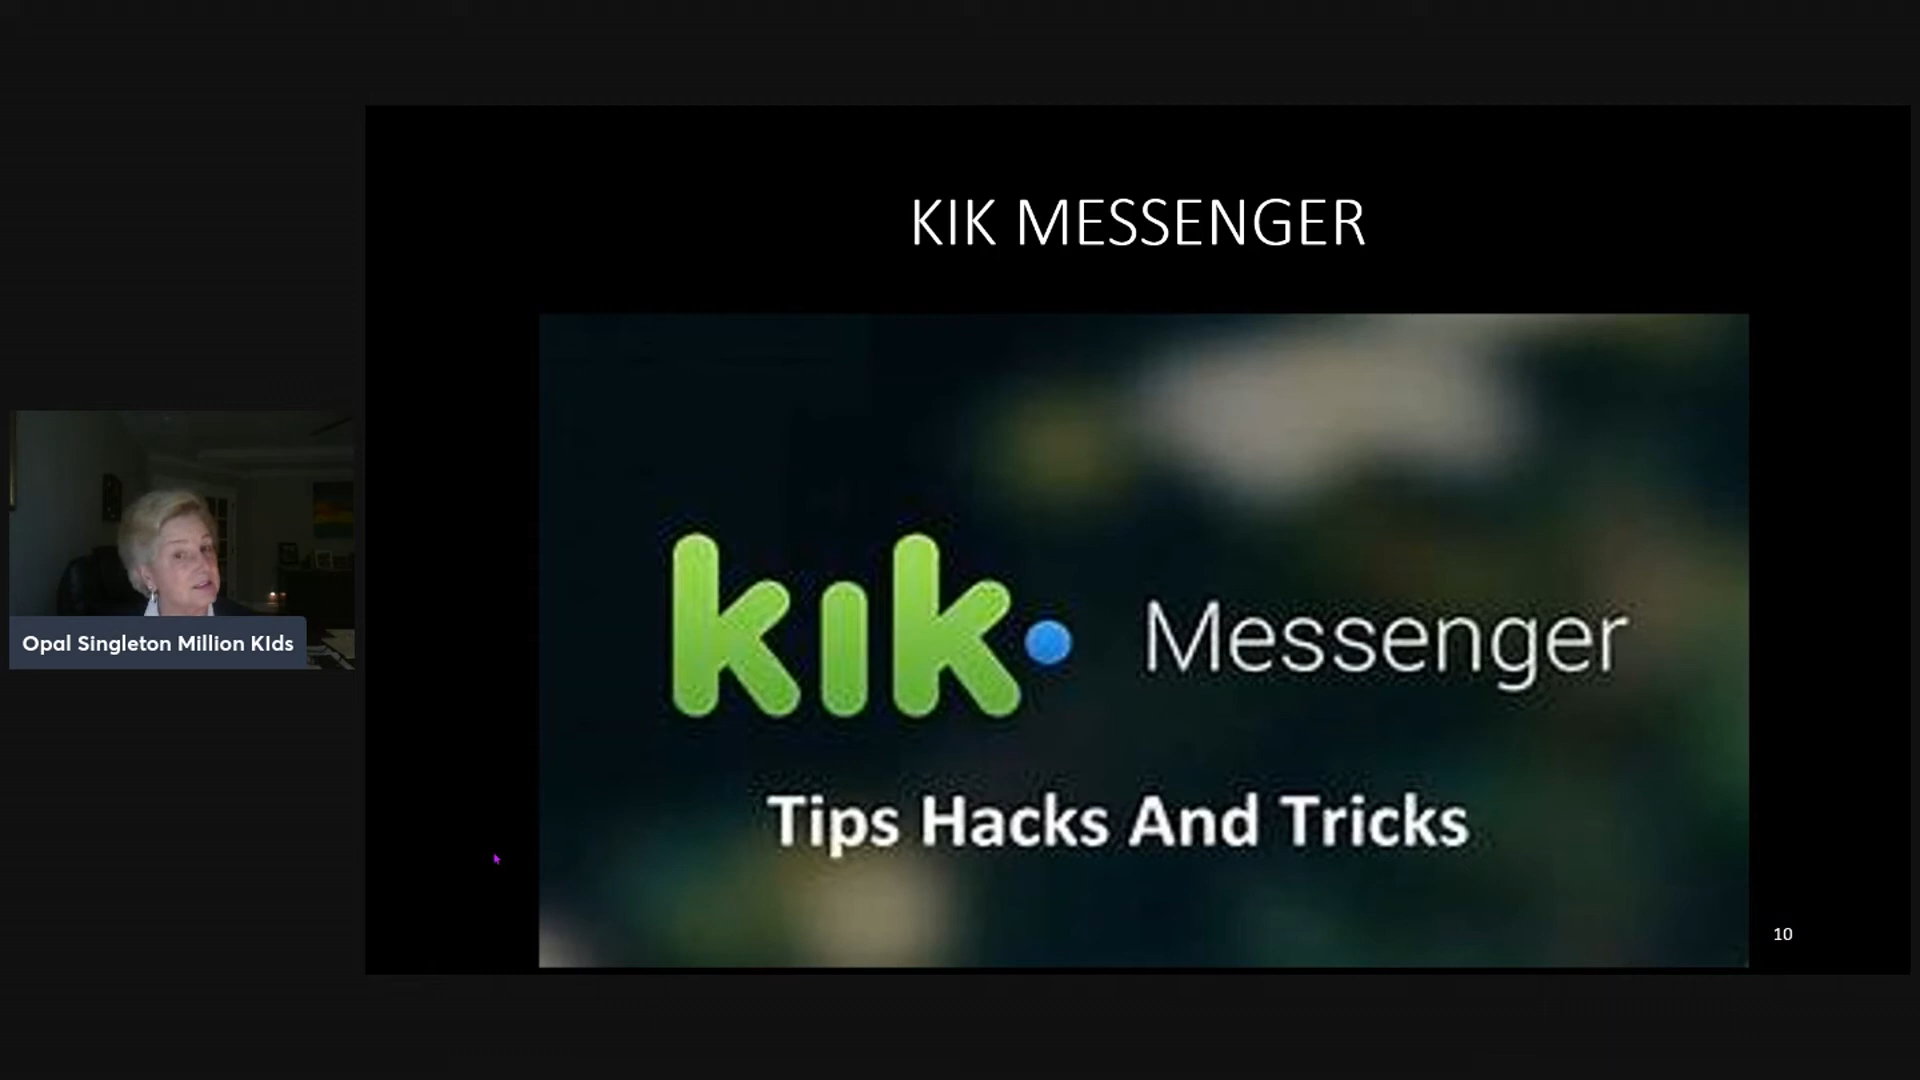 KIK MESSENGER
kik. Messenger
Tips Hacks And Tricks
Opal Singleton Million KIds
10